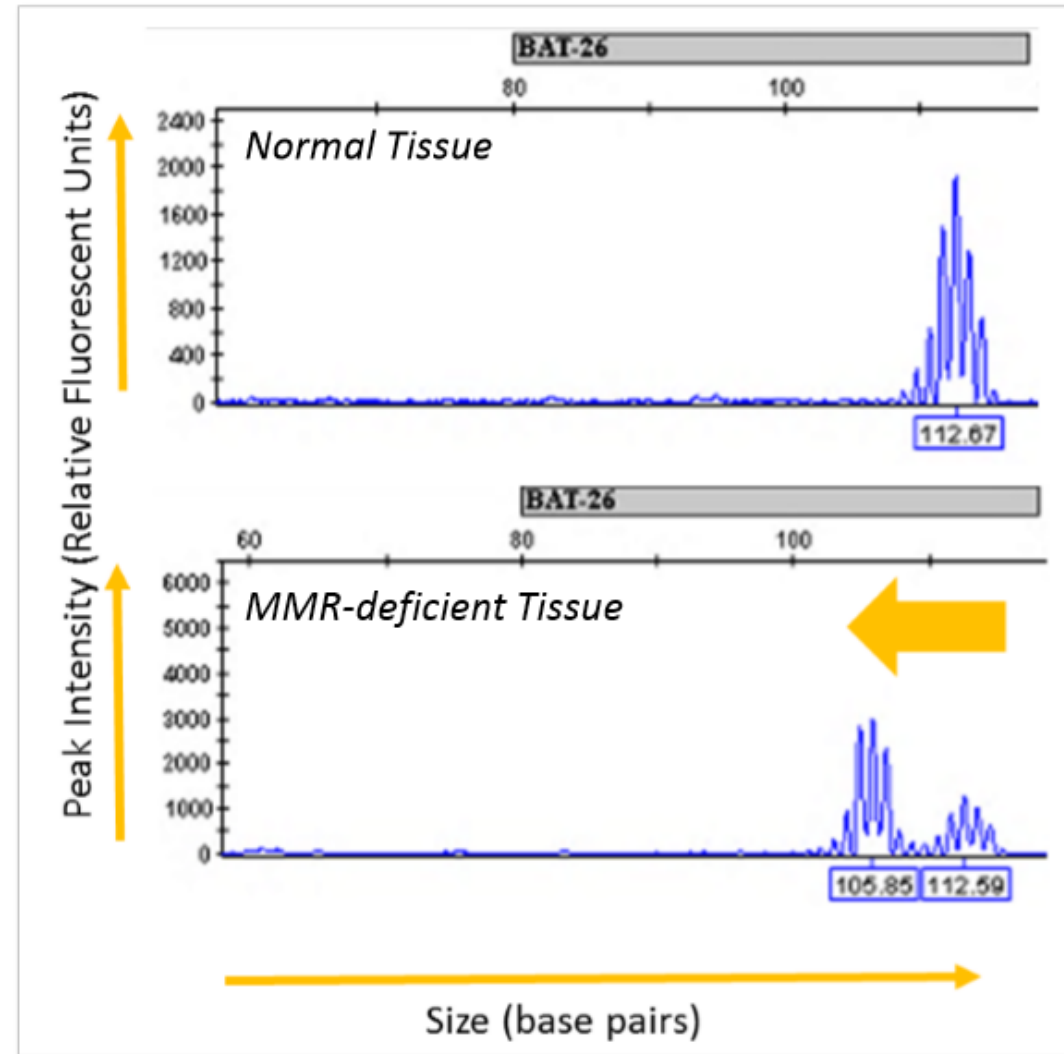 BAT-26
80 100
2400
Normal Tissue
2000
1600
1200
800
400
0
112.67
BAT-26
60 80 100
6000
MMR-deficient Tissue
5000
4000
3000
2000
1000
0
105.85 112.59
Peak Intensity (Relative Fluorescent Units)
Size (base pairs)